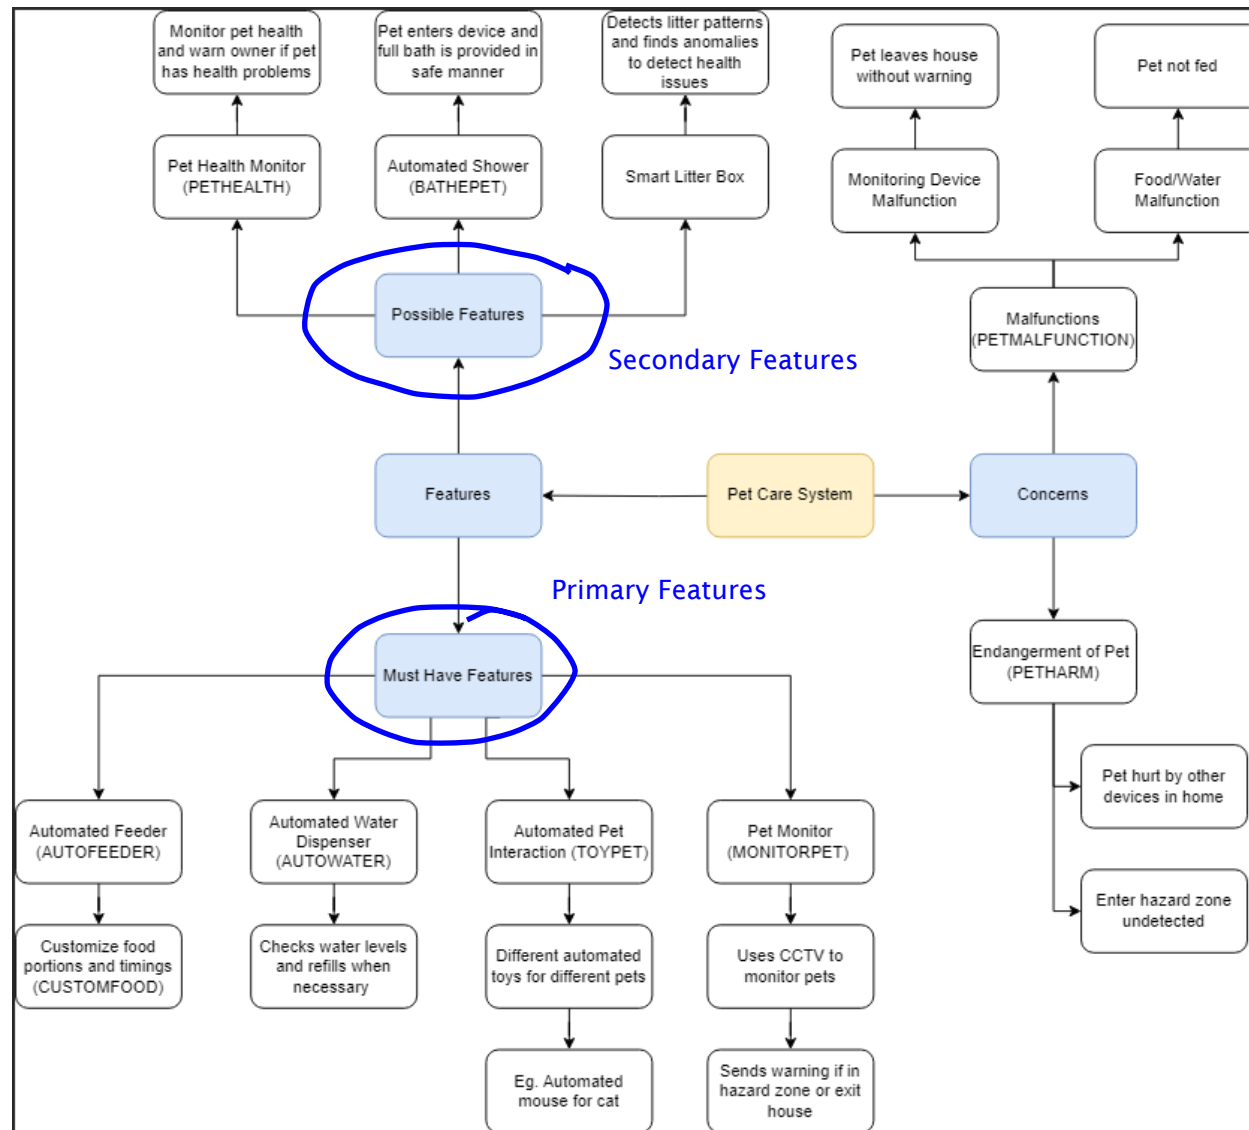 Monitor pet health
and warn owner if pet
has health problems
Pet enters device and
full bath is provided in
safe manner
Detects litter patterns
and finds anomalies
to detect health
issues
Pet leaves house
without warning
Pet not fed
Pet Health Monitor
(PETHEALTH)
Automated Shower
(BATHEPET)
Smart Litter Box
Monitoring Device
Malfunction
Food/Water
Malfunction
Possible Features
Secondary Features
Malfunctions
(PETMALFUNCTION)
Features
Pet Care System
Concerns
Primary Features
Must Have Features
Endangerment of Pet
(PETHARM)
Pet hurt by other
devices in home
Enter hazard zone
undetected
Automated Feeder
(AUTOFEEDER)
Automated Water
Dispenser
(AUTOWATER)
Automated Pet
Interaction (TOYPET)
Pet Monitor
(MONITORPET)
Customize food
portions and timings
(CUSTOMFOOD)
Checks water levels
and refills when
necessary
Different automated
toys for different pets
Uses CCTV to
monitor pets
Eg. Automated
mouse for cat
Sends warning if in
hazard zone or exit
house